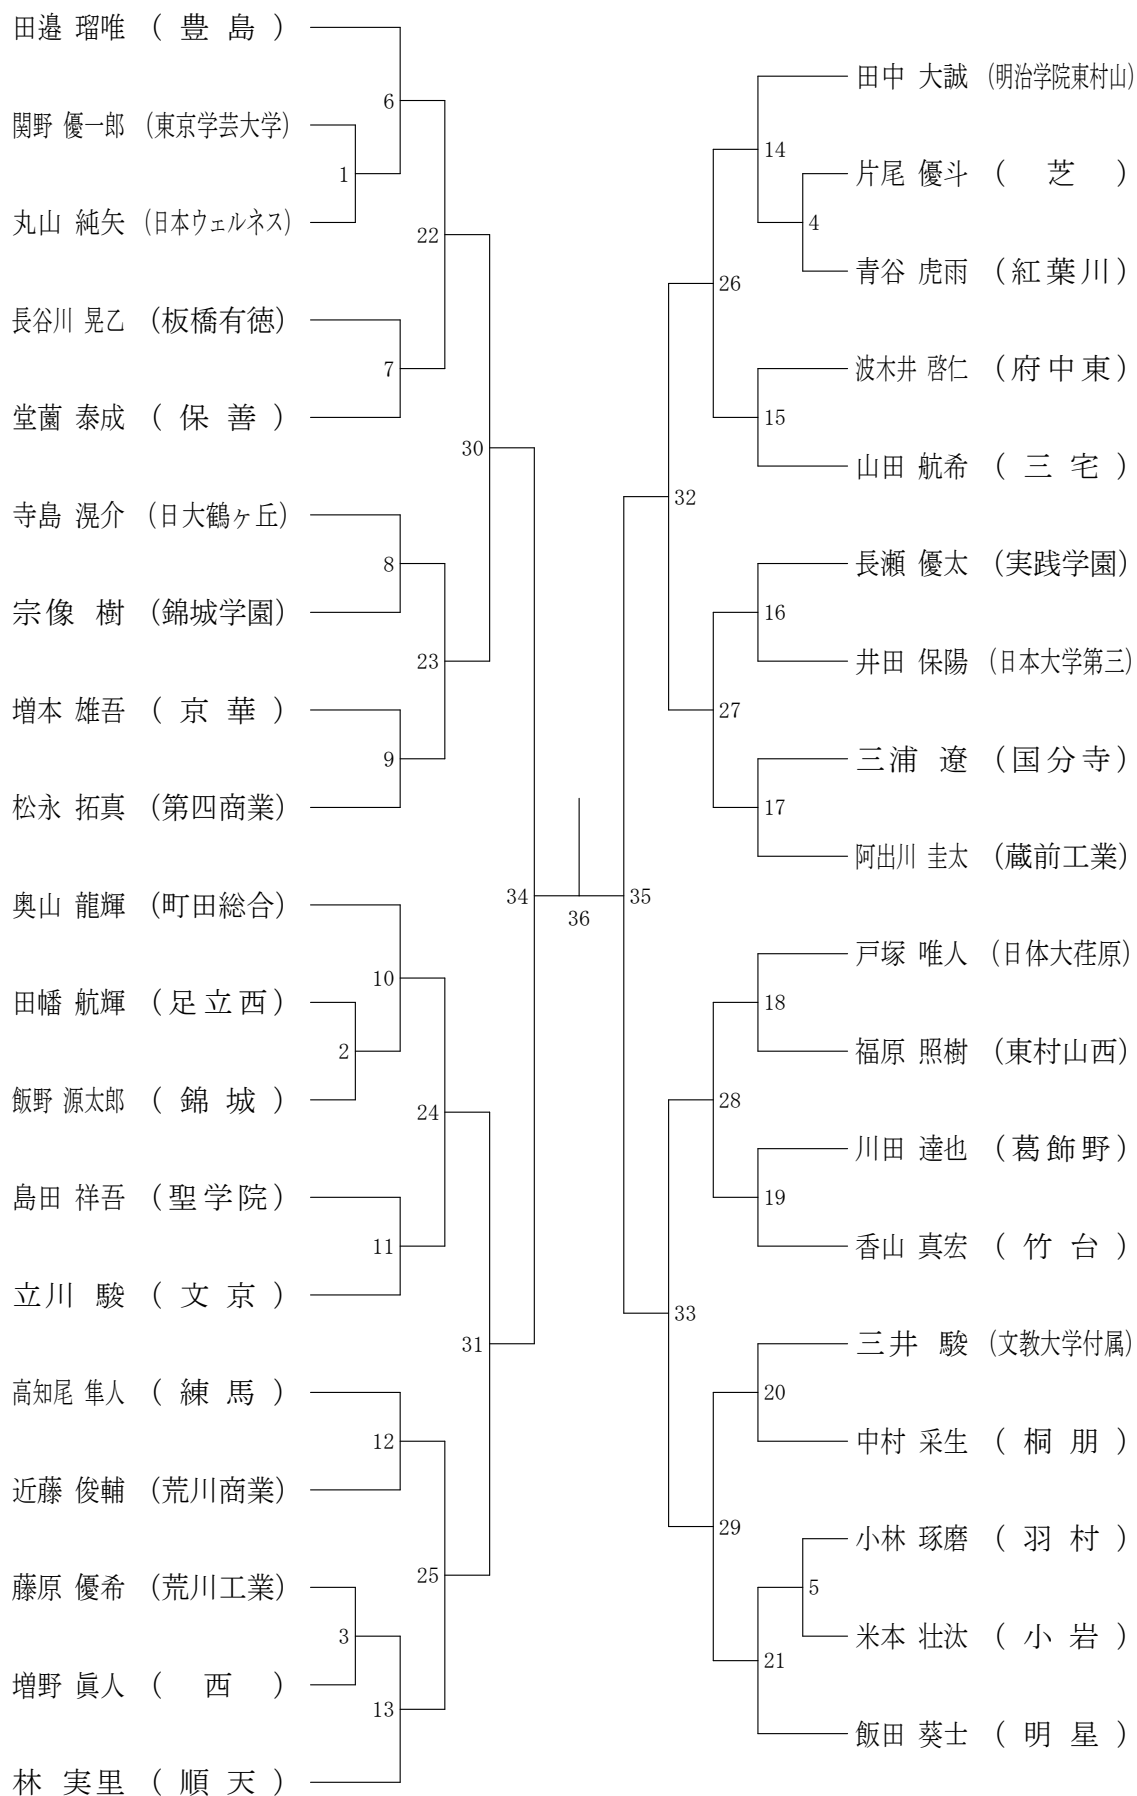 田邉 瑠唯 （ 豊 島 ）
6
関野 優一郎 （東京学芸大学）
1
丸山 純矢 （日本ウェルネス）
22
長谷川 晃乙 （板橋有徳）
7
堂薗 泰成 （ 保 善 ）
30
寺島 滉介 （日大鶴ヶ丘）
8
宗像 樹 （錦城学園）
23
増本 雄吾 （ 京 華 ）
9
松永 拓真 （第四商業）
34
奥山 龍輝 （町田総合）
10
田幡 航輝 （足立西）
2
飯野 源太郎 （ 錦 城 ）
24
島田 祥吾 （聖学院）
11
立川 駿 （ 文 京 ）
31
高知尾 隼人 （ 練 馬 ）
12
近藤 俊輔 （荒川商業）
25
藤原 優希 （荒川工業）
3
増野 眞人 （ 西 ）
13
林 実里 （ 順 天 ）
36
田中 大誠 （明治学院東村山）
14
片尾 優斗 （ 芝 ）
4
青谷 虎雨 （紅葉川）
26
波木井 啓仁 （府中東）
15
山田 航希 （ 三 宅 ）
32
長瀬 優太 （実践学園）
16
井田 保陽 （日本大学第三）
27
三浦 遼 （国分寺）
17
阿出川 圭太 （蔵前工業）
35
戸塚 唯人 （日体大荏原）
18
福原 照樹 （東村山西）
28
川田 達也 （葛飾野）
19
香山 真宏 （ 竹 台 ）
33
三井 駿 （文教大学付属）
20
中村 采生 （ 桐 朋 ）
29
小林 琢磨 （ 羽 村 ）
5
米本 壮汰 （ 小 岩 ）
21
飯田 葵士 （ 明 星 ）